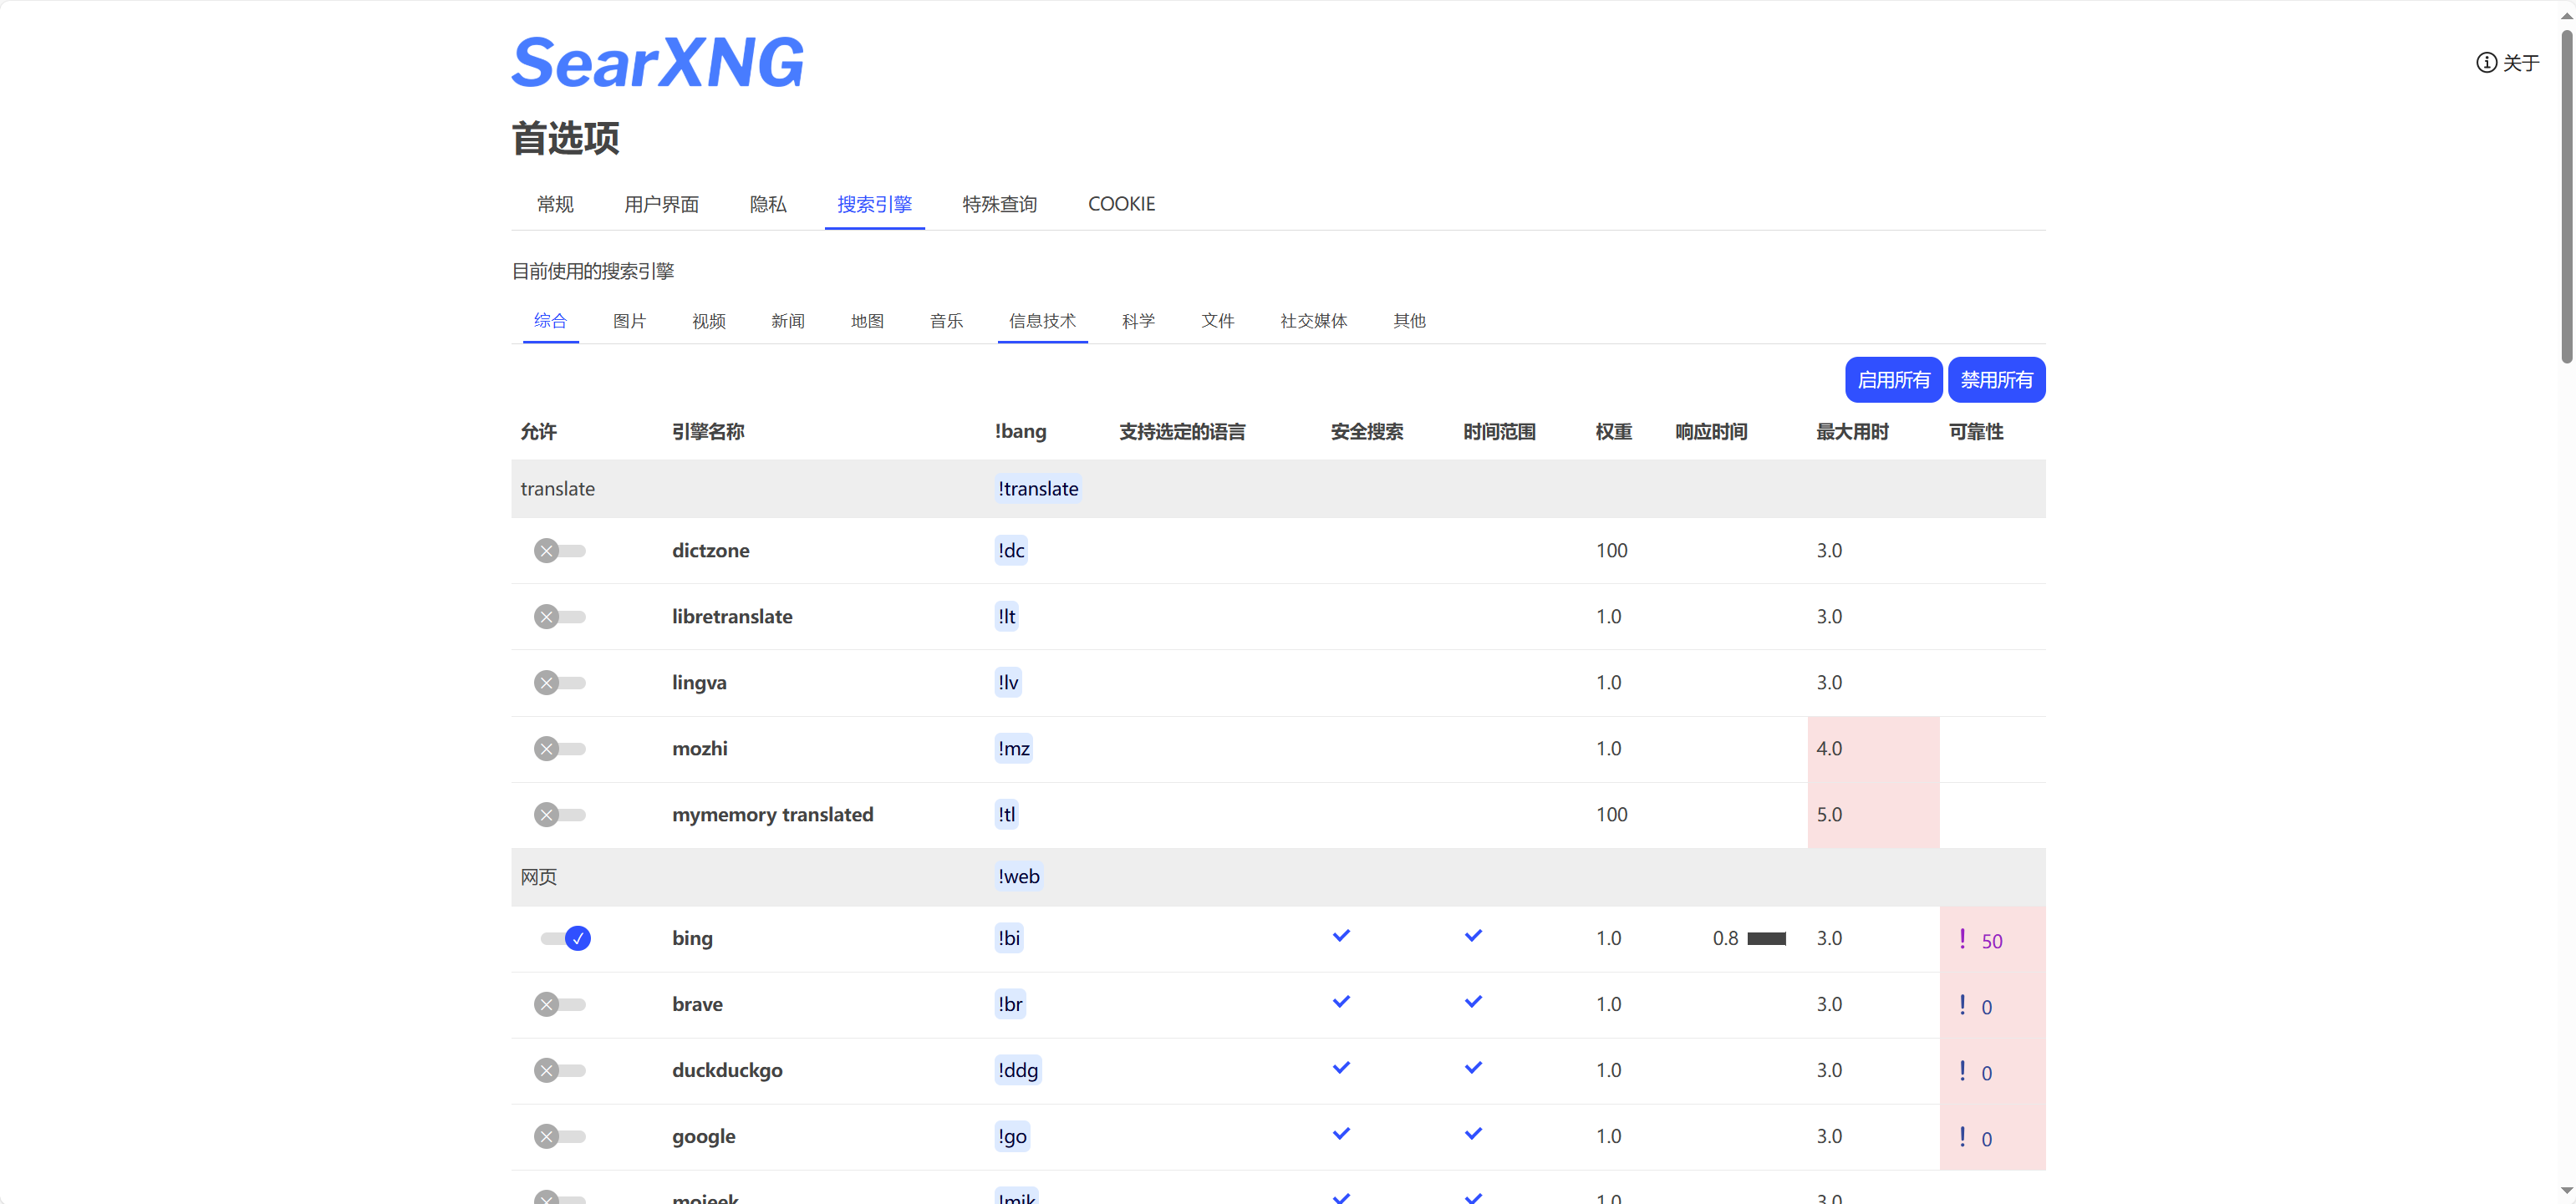 SearXNG
关于
首选项
常规 用户界面 隐私 搜索引擎 特殊查询 COOKIE
目前使用的搜索引擎
综合 图片 视频 新闻 地图 音乐 信息技术 科学 文件 社交媒体 其他
启用所有 禁用所有
允许 引擎名称 !bang 支持选定的语言 安全搜索 时间范围 权重 响应时间 最大用时 可靠性
translate !translate
dictzone !dc 100 3.0
libretranslate !lt 1.0 3.0
lingva !lv 1.0 3.0
mozhi !mz 1.0 4.0
mymemory translated !tl 100 5.0
网页 !web
bing !bi 1.0 0.8 3.0 ! 50
brave !br 1.0 3.0 ! 0
duckduckgo !ddg 1.0 3.0 ! 0
google !go 1.0 3.0 ! 0
mojeek !mjk 1.0 3.0